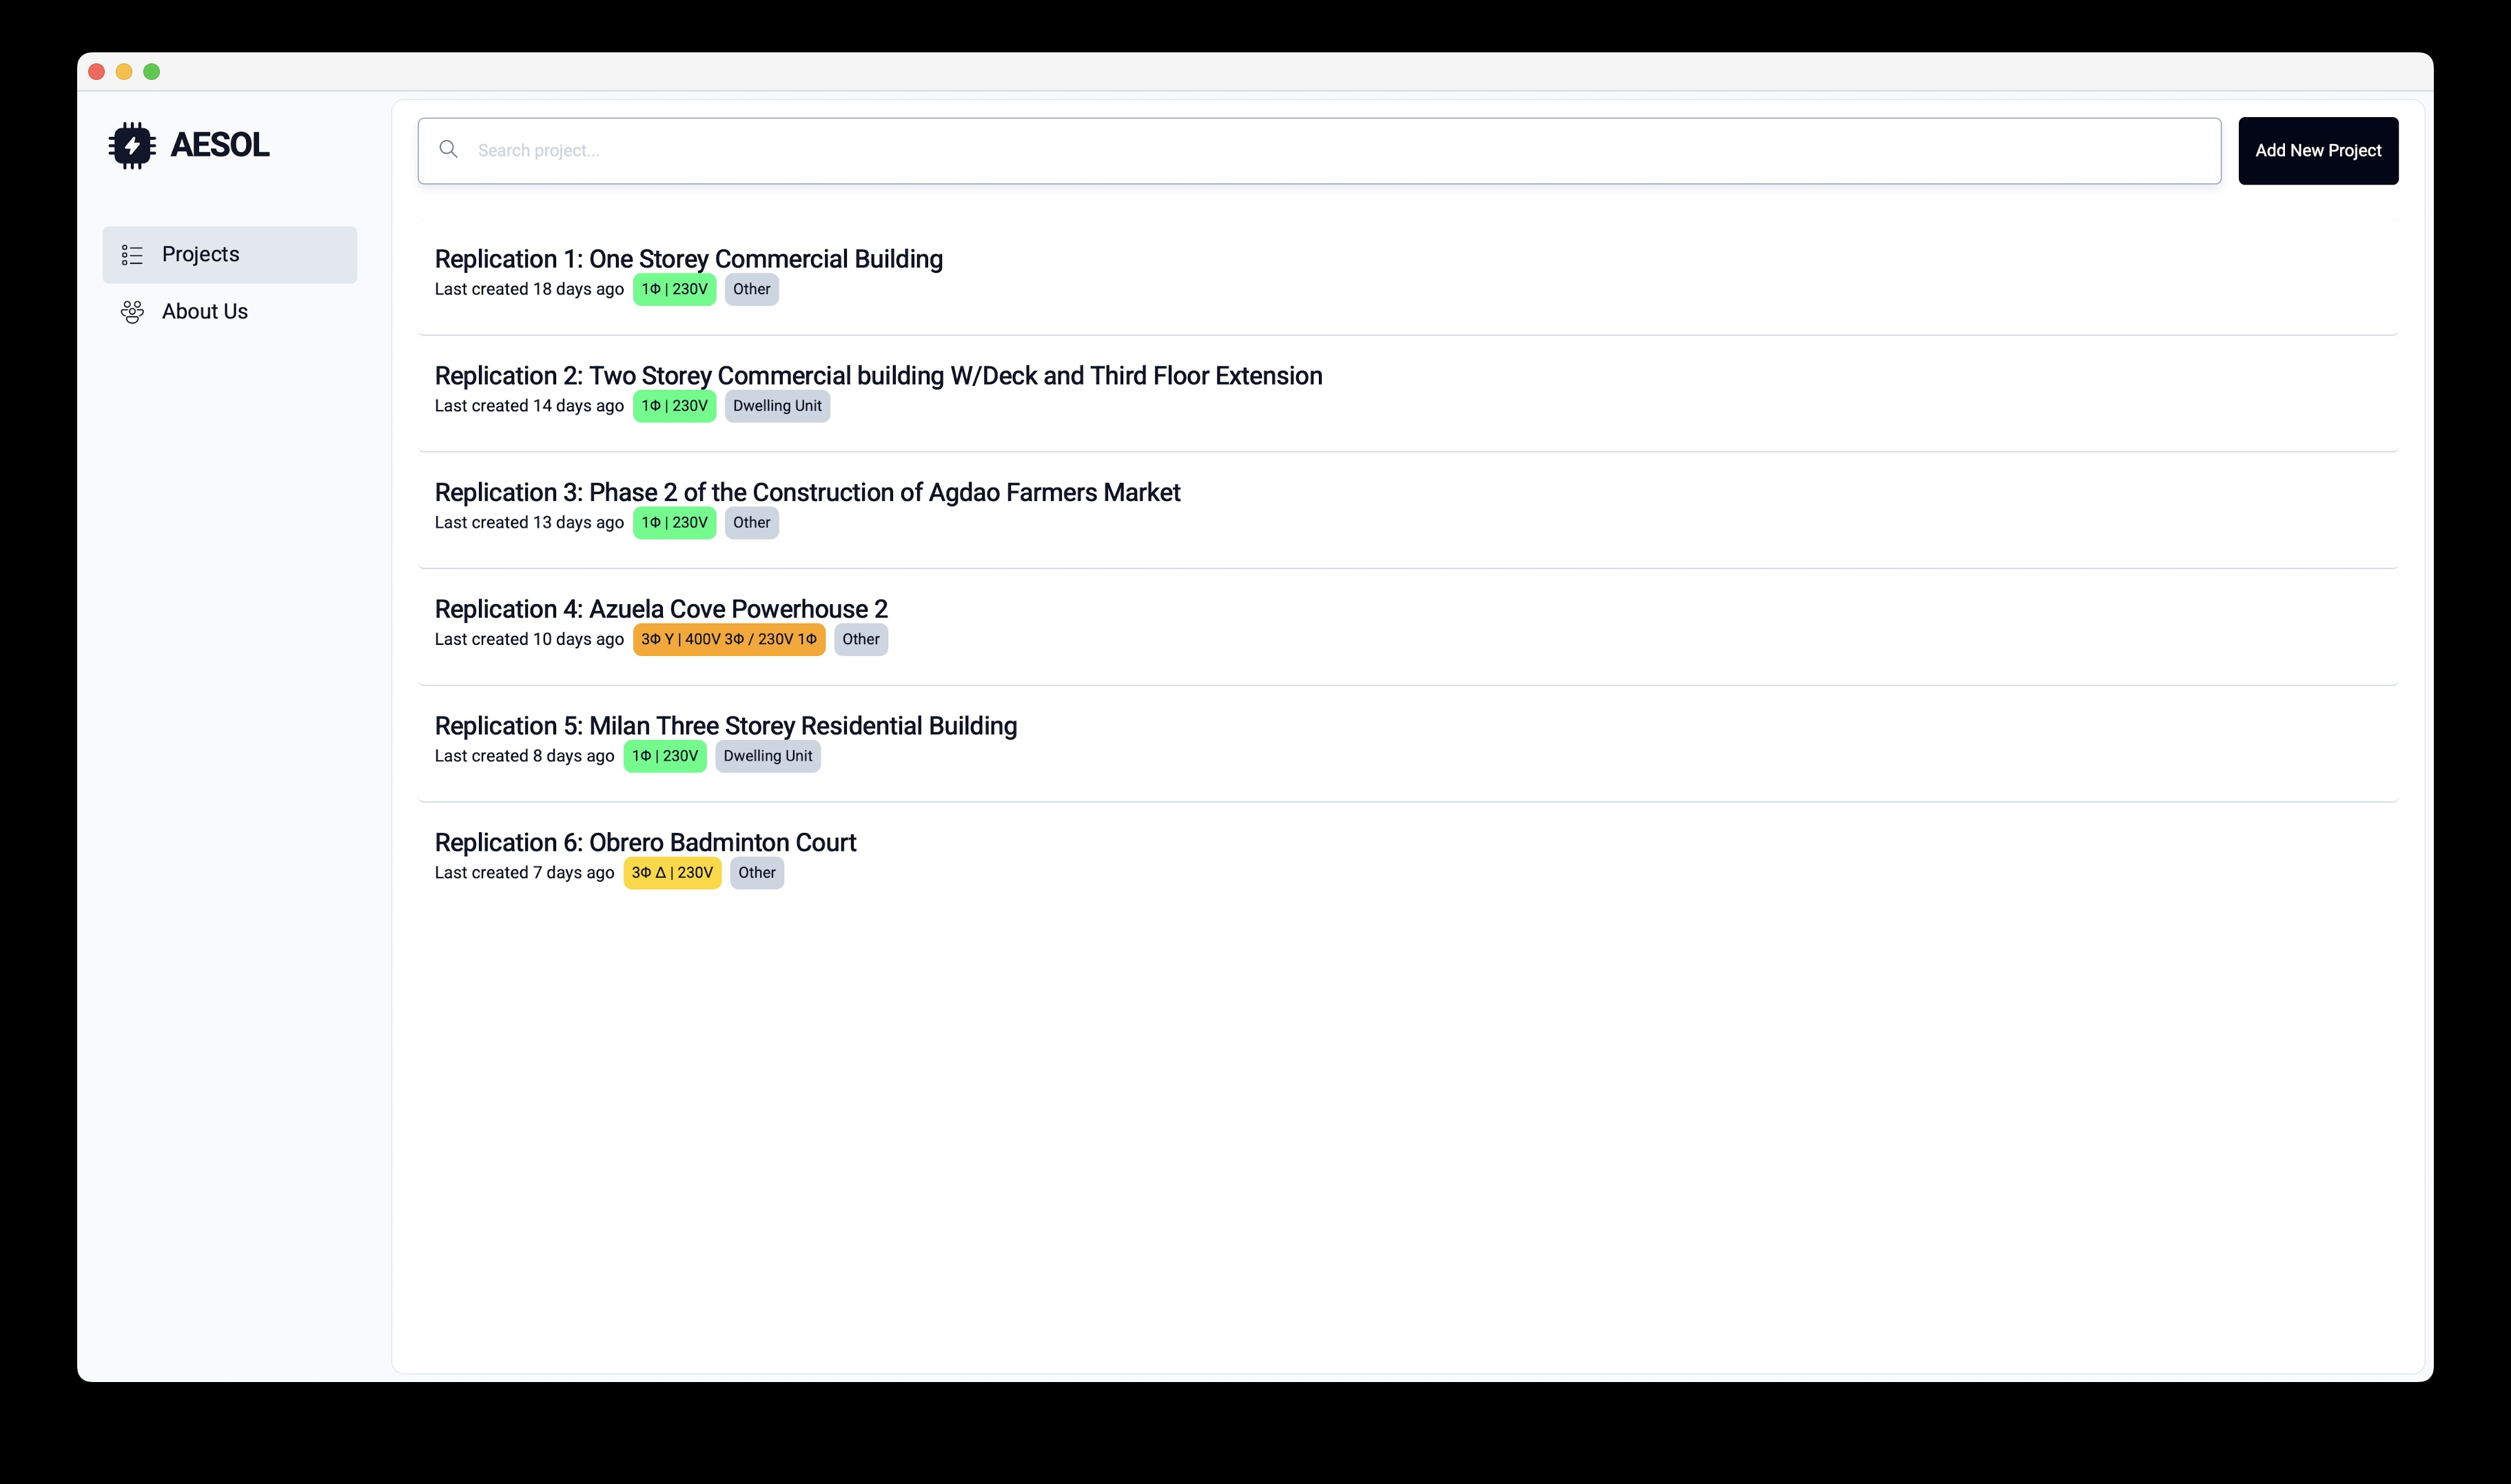 AESOL
Projects
About Us
Search project...
Add New Project
Replication 1: One Storey Commercial Building
Last created 18 days ago 1Φ | 230V Other
Replication 2: Two Storey Commercial building W/Deck and Third Floor Extension
Last created 14 days ago 1Φ | 230V Dwelling Unit
Replication 3: Phase 2 of the Construction of Agdao Farmers Market
Last created 13 days ago 1Φ | 230V Other
Replication 4: Azuela Cove Powerhouse 2
Last created 10 days ago 3Φ Y | 400V 3Φ / 230V 1Φ Other
Replication 5: Milan Three Storey Residential Building
Last created 8 days ago 1Φ | 230V Dwelling Unit
Replication 6: Obrero Badminton Court
Last created 7 days ago 3Φ Δ | 230V Other